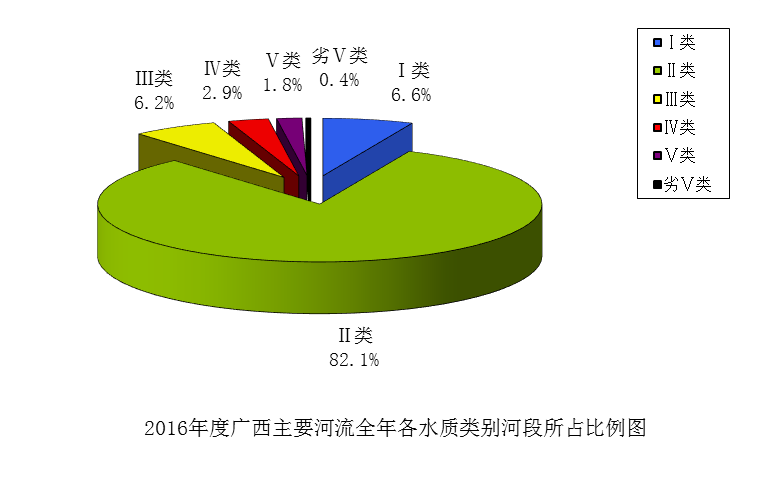 劣Ⅴ类
0.4%
Ⅴ类
1.8%
Ⅳ类
2.9%
Ⅲ类
6.2%
Ⅰ类
6.6%
Ⅱ类
82.1%
Ⅰ类
Ⅱ类
Ⅲ类
Ⅳ类
Ⅴ类
劣Ⅴ类
2016年度广西主要河流全年各水质类别河段所占比例图